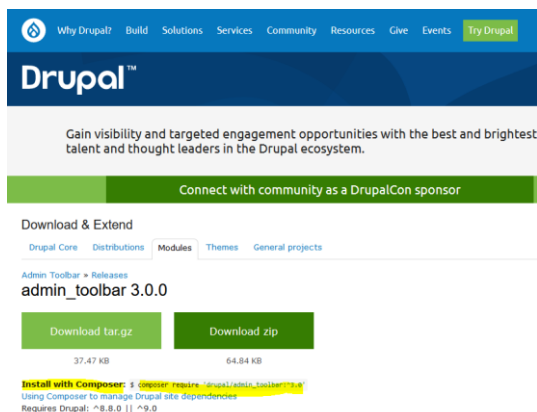 Why Drupal? Build Solutions Services Community Resources Give Events Try Drupal
Drupal™
Gain visibility and targeted engagement opportunities with the best and brightest
talent and thought leaders in the Drupal ecosystem.
Connect with community as a DrupalCon sponsor
Download & Extend
Drupal Core Distributions Modules Themes General projects
Admin Toolbar » Releases
admin_toolbar 3.0.0
Download tar.gz Download zip
37.47 KB 64.84 KB
Install with Composer: $ composer require 'drupal/admin_toolbar:^3.0'
Using Composer to manage Drupal site dependencies
Requires Drupal: ^8.8.0 || ^9.0